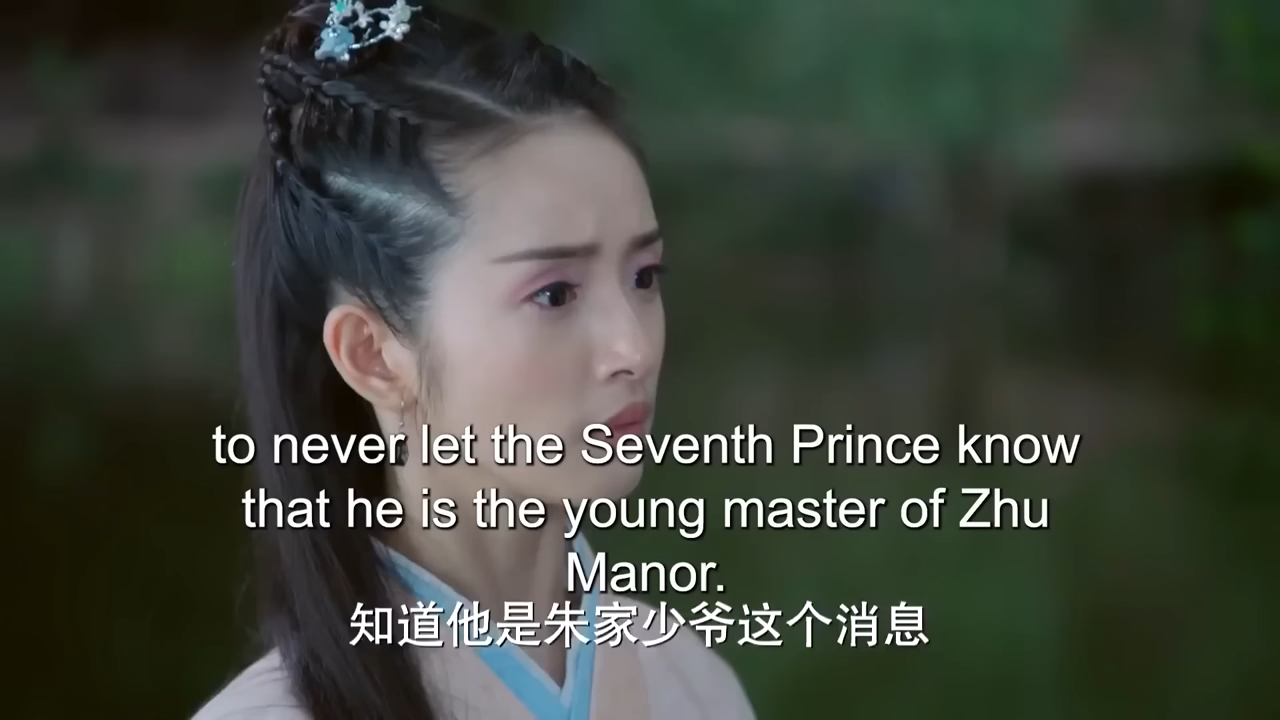 to never let the Seventh Prince know
that he is the young master of Zhu
Manor.
知道他是朱家少爷这个消息